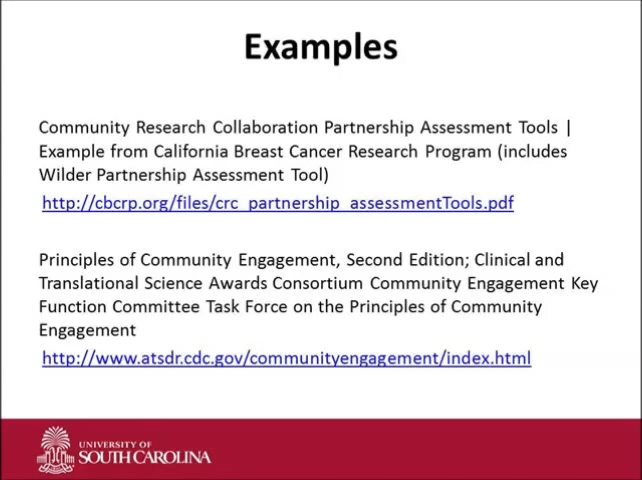 Examples
Community Research Collaboration Partnership Assessment Tools |
Example from California Breast Cancer Research Program (includes
Wilder Partnership Assessment Tool)
http://cbcrp.org/files/crc_partnership_assessmentTools.pdf
Principles of Community Engagement, Second Edition; Clinical and
Translational Science Awards Consortium Community Engagement Key
Function Committee Task Force on the Principles of Community
Engagement
http://www.atsdr.cdc.gov/communityengagement/index.html
UNIVERSITY OF
SOUTH CAROLINA